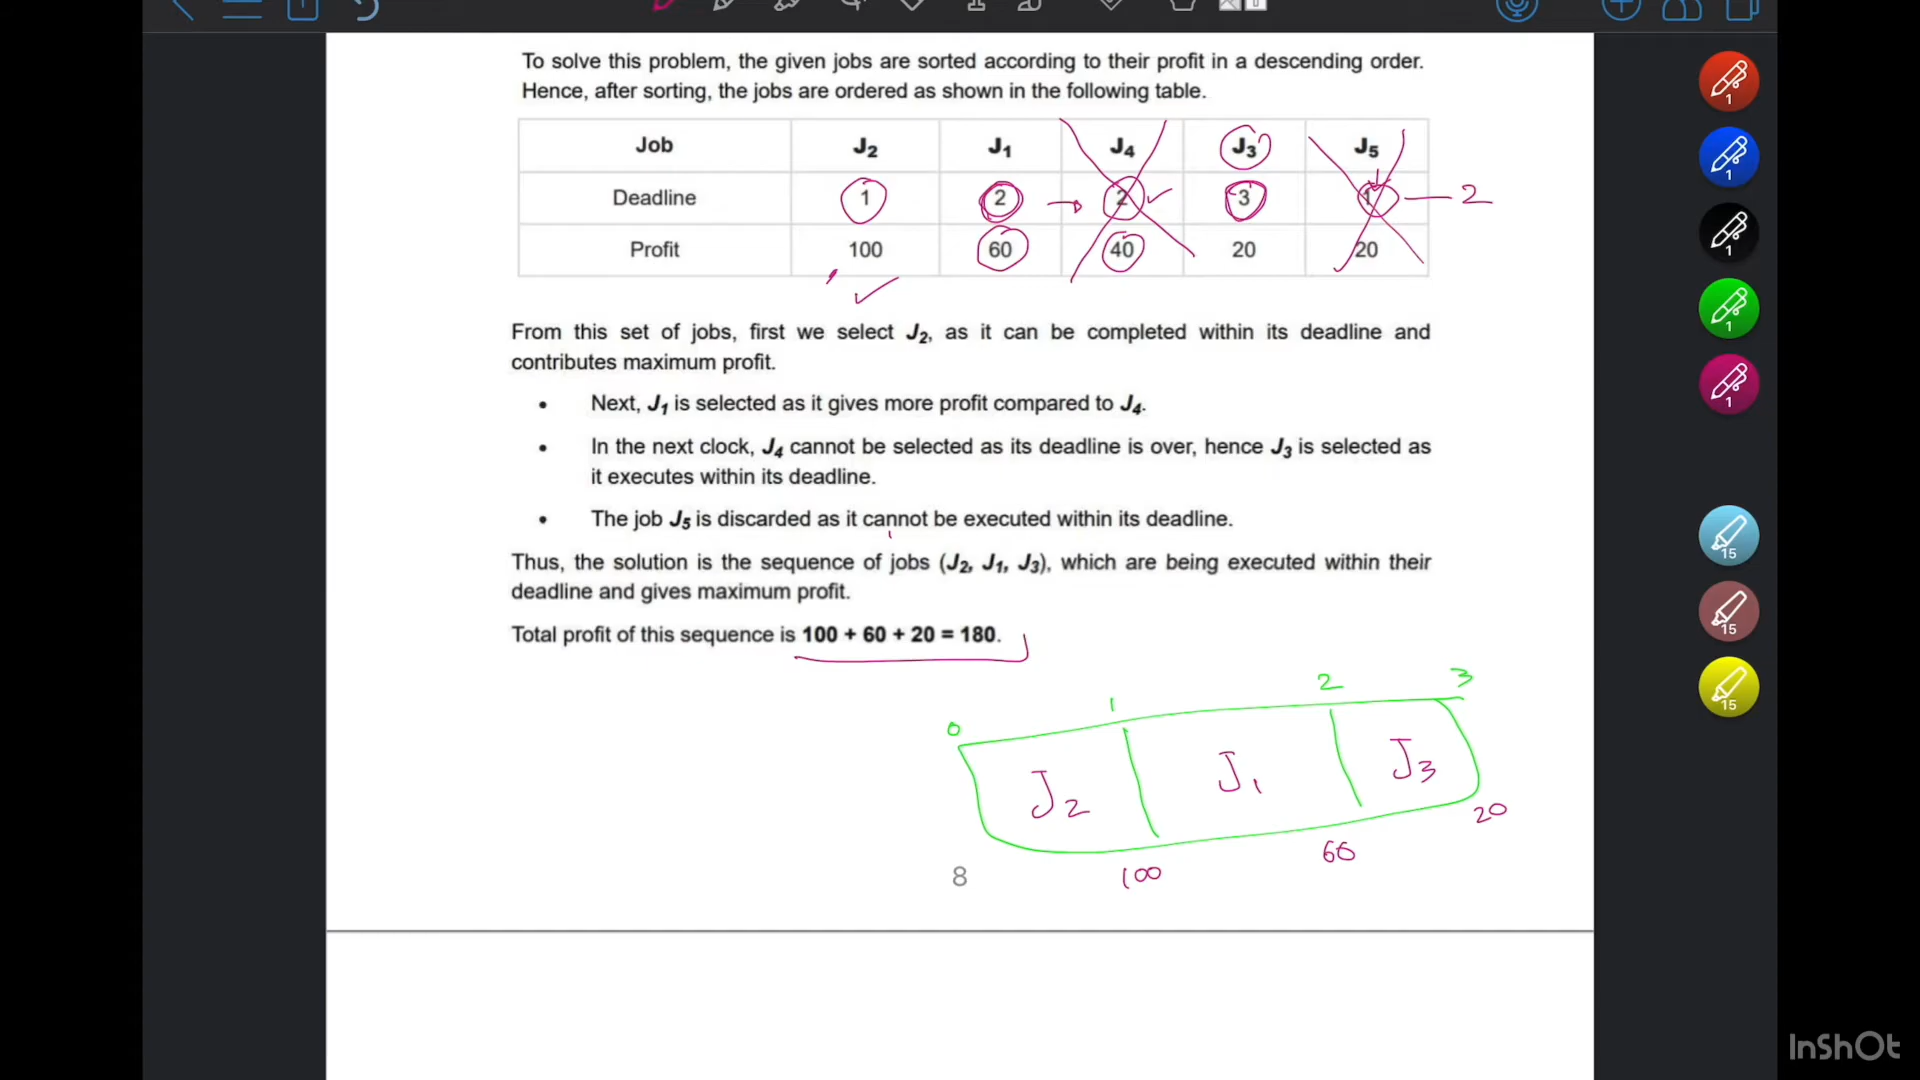 To solve this problem, the given jobs are sorted according to their profit in a descending order.
Hence, after sorting, the jobs are ordered as shown in the following table.
Job J2 J1 J4 J3 J5
Deadline 1 2 2 3 1 2
Profit 100 60 40 20 20
From this set of jobs, first we select J2, as it can be completed within its deadline and
contributes maximum profit.
• Next, J1 is selected as it gives more profit compared to J4.
• In the next clock, J4 cannot be selected as its deadline is over, hence J3 is selected as
it executes within its deadline.
• The job J5 is discarded as it cannot be executed within its deadline.
Thus, the solution is the sequence of jobs (J2, J1, J3), which are being executed within their
deadline and gives maximum profit.
Total profit of this sequence is 100 + 60 + 20 = 180.
0 1 2 3
J2 J1 J3
100 60 20
8
1
1
1
1
1
15
15
15
InShOt